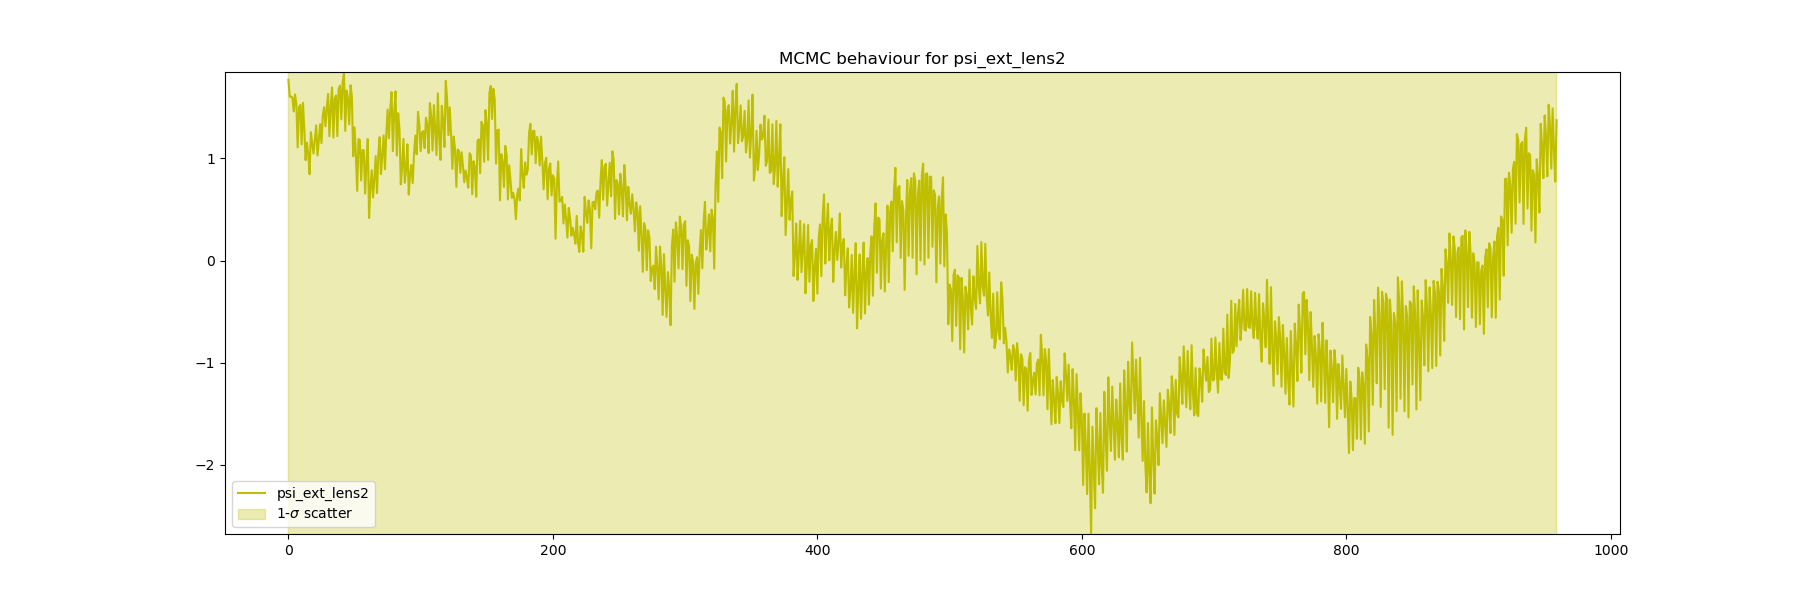 MCMC behaviour for psi_ext_lens2
1
0
−1
−2
psi_ext_lens2
1-σ scatter
0 200 400 600 800 1000